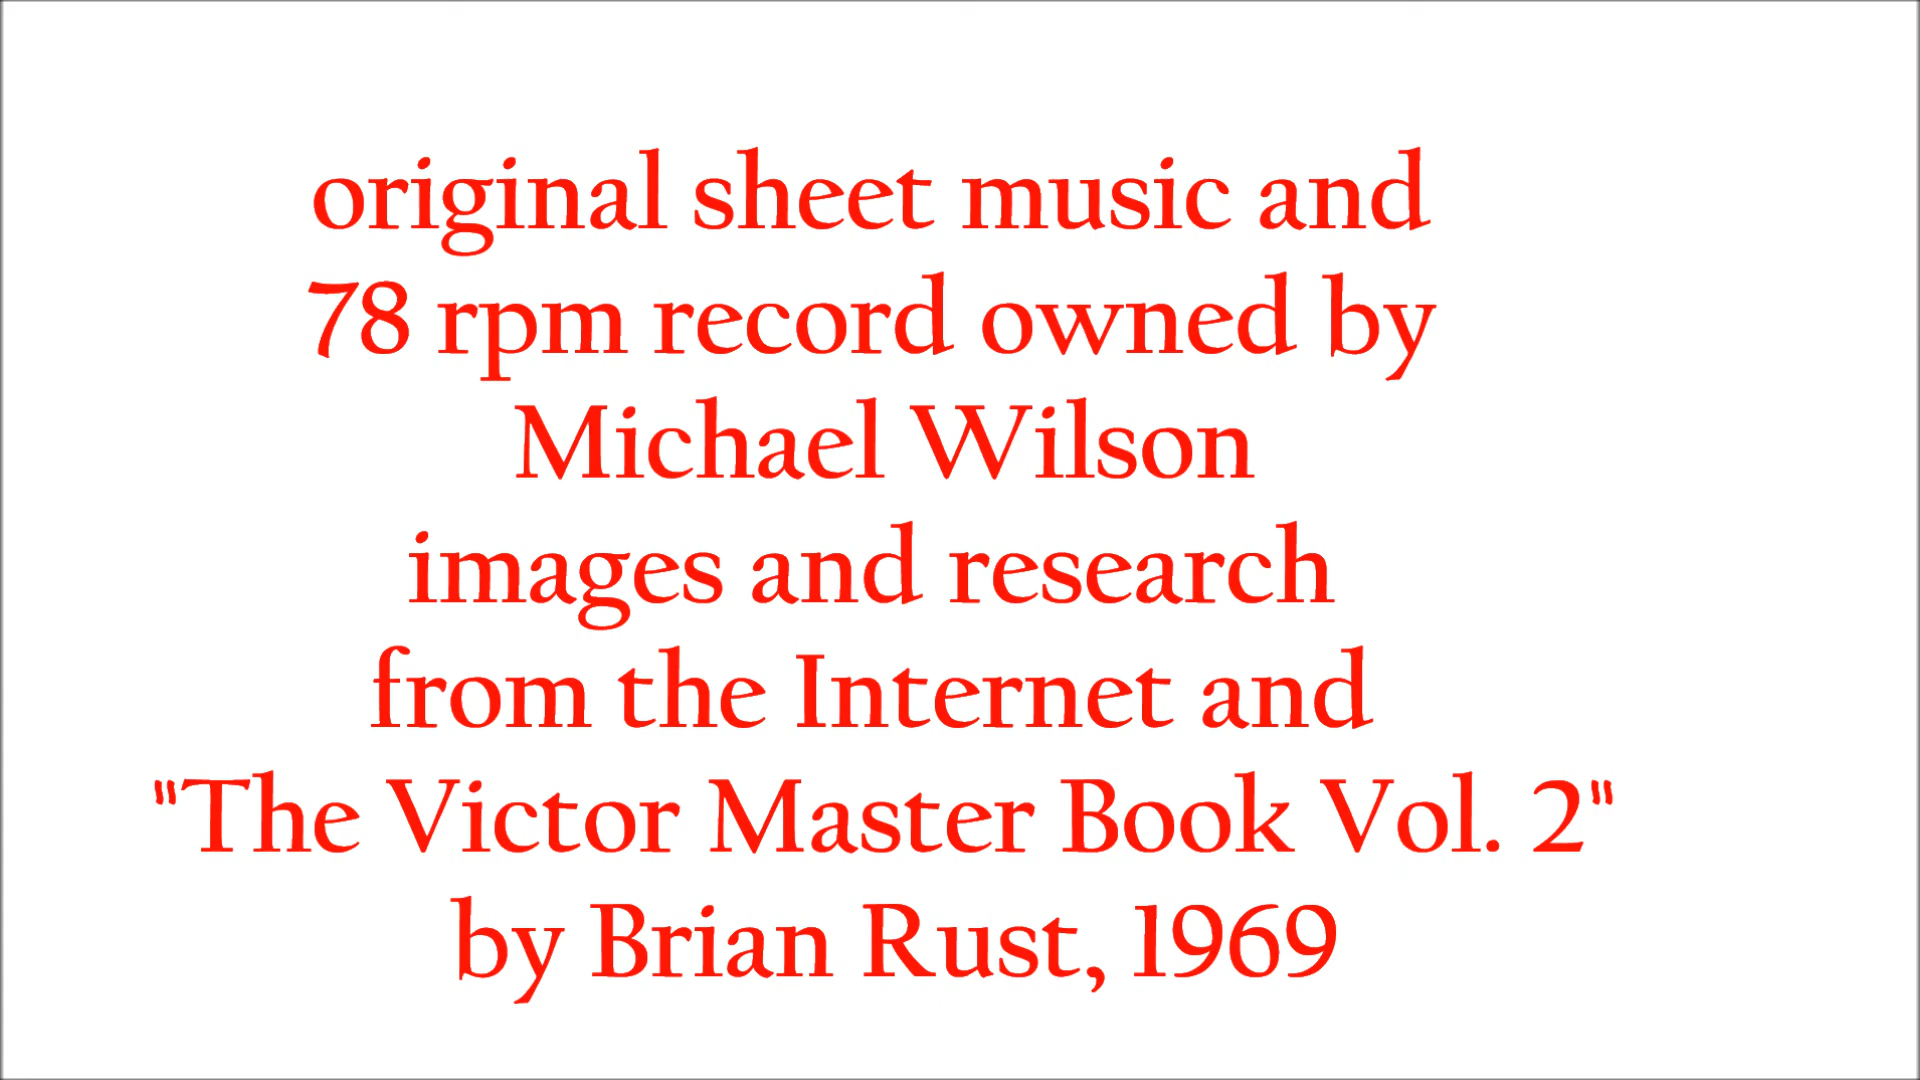 original sheet music and
78 rpm record owned by
Michael Wilson
images and research
from the Internet and
"The Victor Master Book Vol. 2"
by Brian Rust, 1969